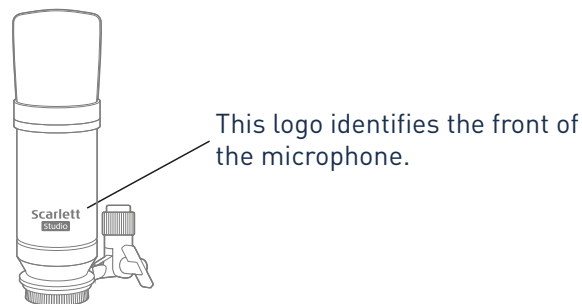 This logo identifies the front of
the microphone.
Scarlett
Studio